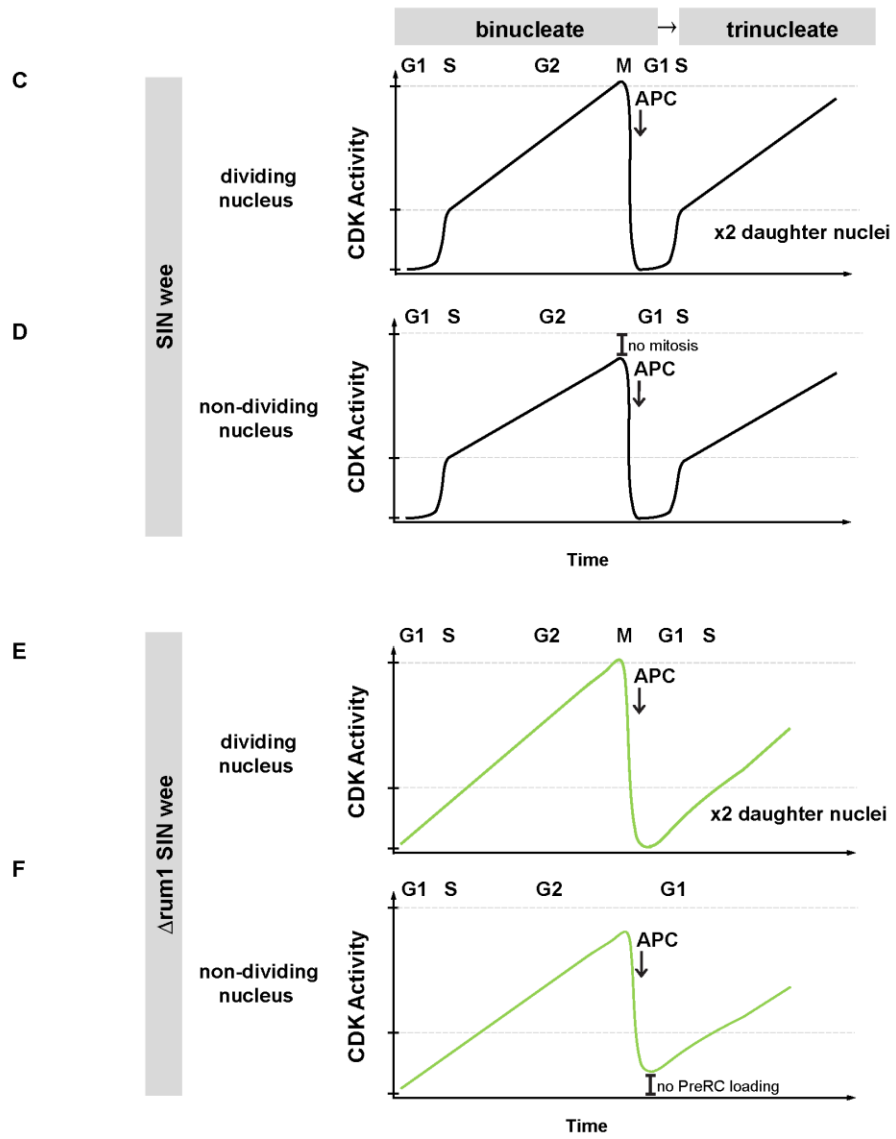 binucleate → trinucleate
C
G1 S G2 M G1 S
APC
dividing
nucleus
CDK Activity
x2 daughter nuclei
SIN wee
D
G1 S G2 G1 S
no mitosis
APC
non-dividing
nucleus
CDK Activity
Time
E
G1 S G2 M G1 S
APC
dividing
nucleus
CDK Activity
x2 daughter nuclei
Δrum1 SIN wee
F
G1 S G2 G1
APC
non-dividing
nucleus
CDK Activity
no PreRC loading
Time